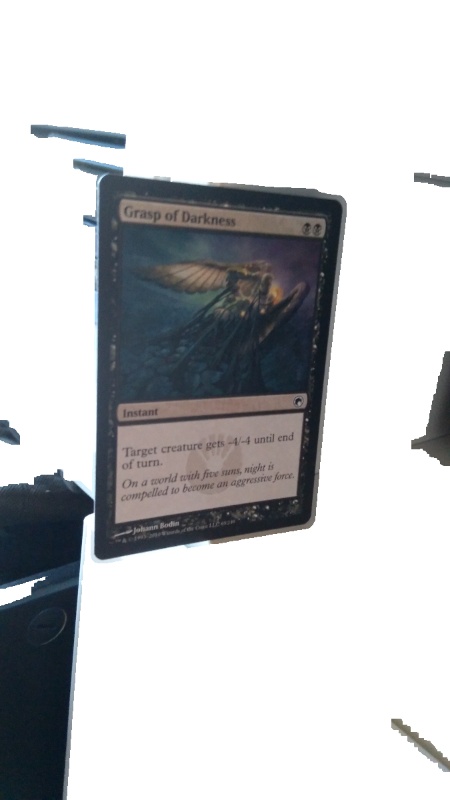 Grasp of Darkness
Instant
Target creature gets -4/-4 until end
of turn.
On a world with five suns, night is
compelled to become an aggressive force.
Johann Bodin